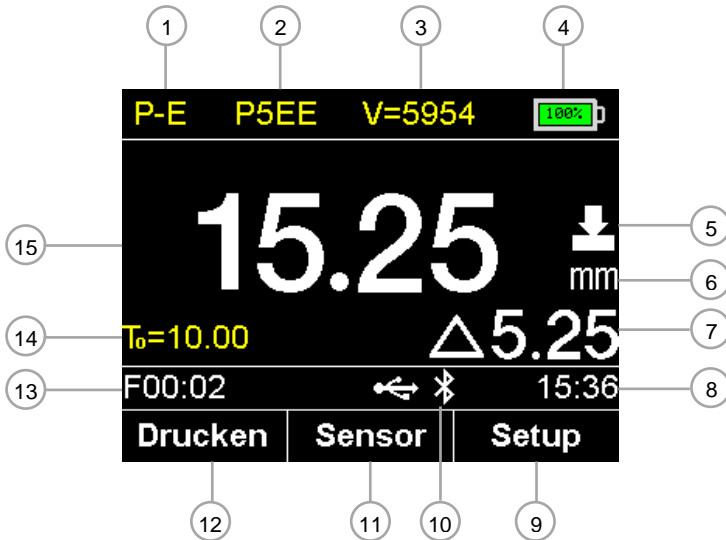 1 2 3 4
P-E P5EE V=5954 100%
15.25
5
15
mm
6
14
T₀=10.00
△5.25
7
13
F00:02 15:36
8
Drucken Sensor Setup
12 11 10 9